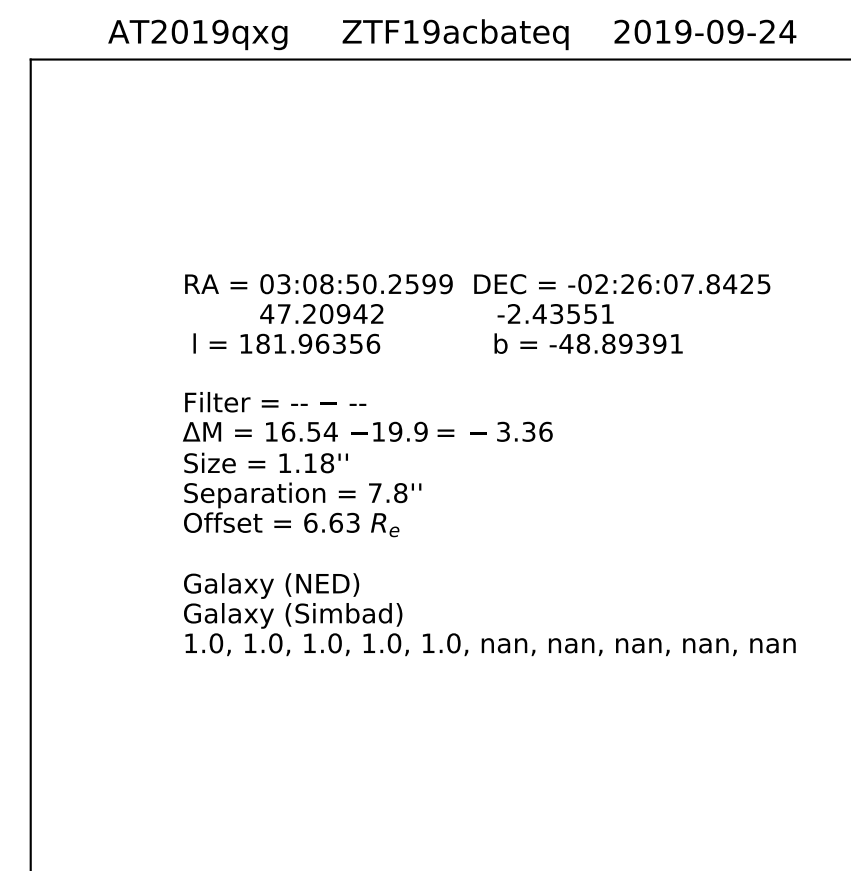 AT2019qxg ZTF19acbateq 2019-09-24
RA = 03:08:50.2599 DEC = -02:26:07.8425
47.20942 -2.43551
l = 181.96356 b = -48.89391
Filter = -- − --
ΔM = 16.54 −19.9 = − 3.36
Size = 1.18''
Separation = 7.8''
Offset = 6.63 Re
Galaxy (NED)
Galaxy (Simbad)
1.0, 1.0, 1.0, 1.0, 1.0, nan, nan, nan, nan, nan